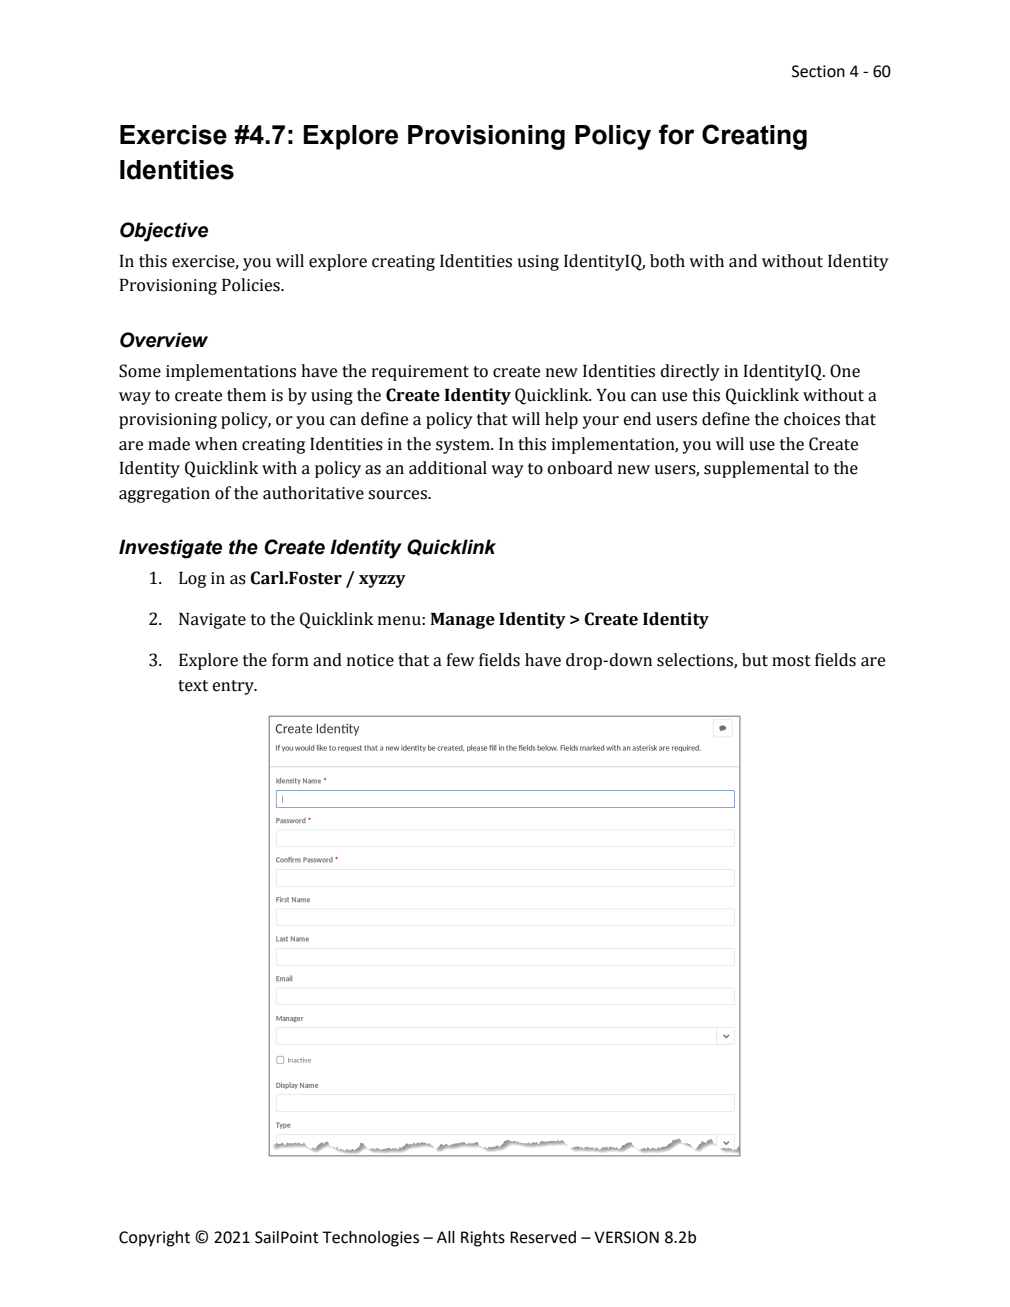 Section 4 - 60
Exercise #4.7: Explore Provisioning Policy for Creating
Identities
Objective
In this exercise, you will explore creating Identities using IdentityIQ, both with and without Identity
Provisioning Policies.
Overview
Some implementations have the requirement to create new Identities directly in IdentityIQ. One
way to create them is by using the Create Identity Quicklink. You can use this Quicklink without a
provisioning policy, or you can define a policy that will help your end users define the choices that
are made when creating Identities in the system. In this implementation, you will use the Create
Identity Quicklink with a policy as an additional way to onboard new users, supplemental to the
aggregation of the authoritative sources.
Investigate the Create Identity Quicklink
1. Log in as Carl.Foster / xyzzy
2. Navigate to the Quicklink menu: Manage Identity > Create Identity
3. Explore the form and notice that a few fields have drop-down selections, but most fields are
text entry.
Create Identity
If you would like to request that a new identity be created, please fill in the fields below. Fields marked with an asterisk are required.
Identity Name *
Password *
Confirm Password *
First Name
Last Name
Email
Manager
Inactive
Display Name
Type
Copyright © 2021 SailPoint Technologies – All Rights Reserved – VERSION 8.2b